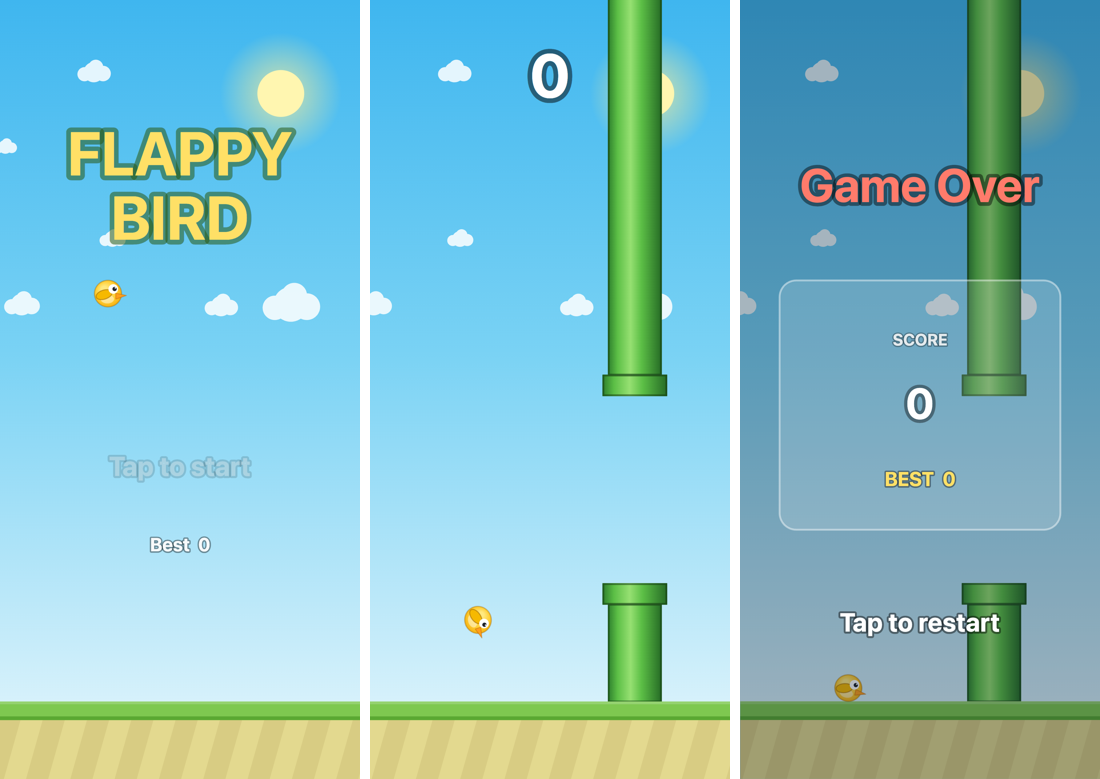 FLAPPY
BIRD
Tap to start
Best 0
0
Game Over
SCORE
0
BEST 0
Tap to restart